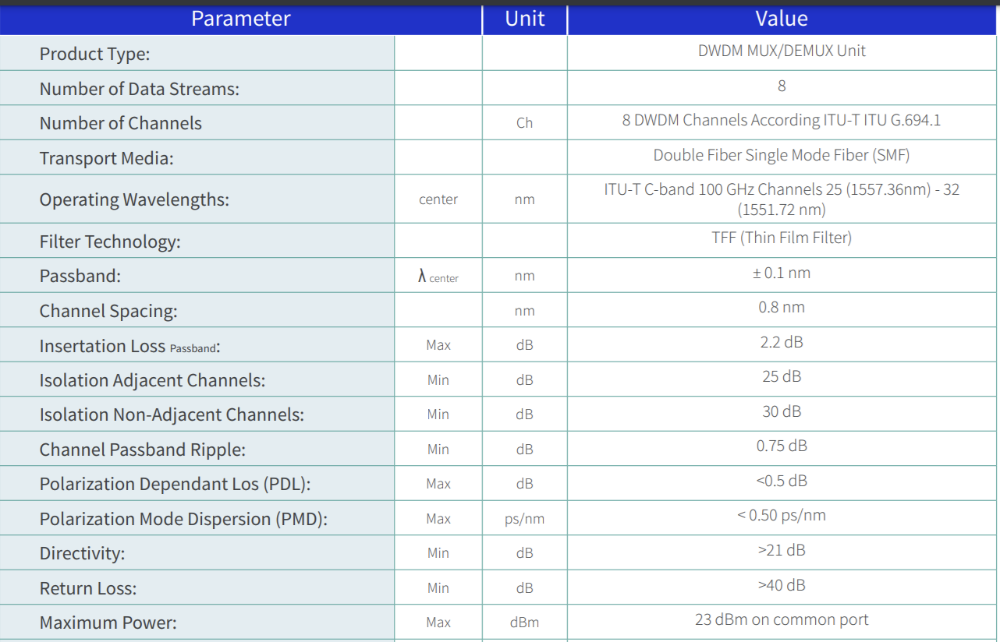 Parameter Unit Value
Product Type: DWDM MUX/DEMUX Unit
Number of Data Streams: 8
Number of Channels Ch 8 DWDM Channels According ITU-T ITU G.694.1
Transport Media: Double Fiber Single Mode Fiber (SMF)
Operating Wavelengths: center nm ITU-T C-band 100 GHz Channels 25 (1557.36nm) - 32
(1551.72 nm)
Filter Technology: TFF (Thin Film Filter)
Passband: λ center nm ± 0.1 nm
Channel Spacing: nm 0.8 nm
Insertation Loss Passband: Max dB 2.2 dB
Isolation Adjacent Channels: Min dB 25 dB
Isolation Non-Adjacent Channels: Min dB 30 dB
Channel Passband Ripple: Min dB 0.75 dB
Polarization Dependant Los (PDL): Max dB <0.5 dB
Polarization Mode Dispersion (PMD): Max ps/nm < 0.50 ps/nm
Directivity: Min dB >21 dB
Return Loss: Min dB >40 dB
Maximum Power: Max dBm 23 dBm on common port